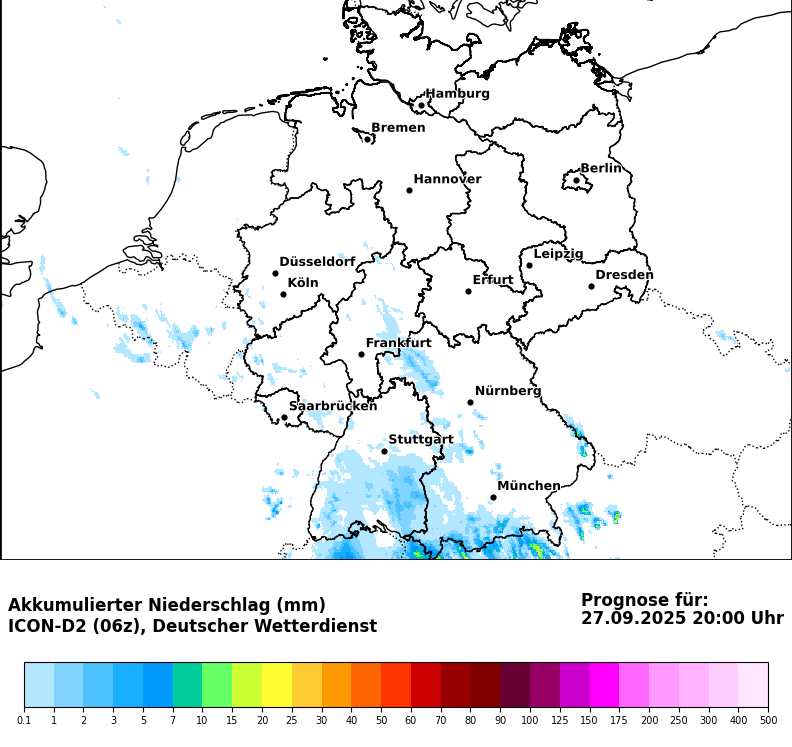 Hamburg
Bremen
Berlin
Hannover
Leipzig
Düsseldorf
Dresden
Köln
Erfurt
Frankfurt
Nürnberg
Saarbrücken
Stuttgart
München
Akkumulierter Niederschlag (mm)
ICON-D2 (06z), Deutscher Wetterdienst
Prognose für:
27.09.2025 20:00 Uhr
0.1 1 2 3 5 7 10 15 20 25 30 40 50 60 70 80 90 100 125 150 175 200 250 300 400 500